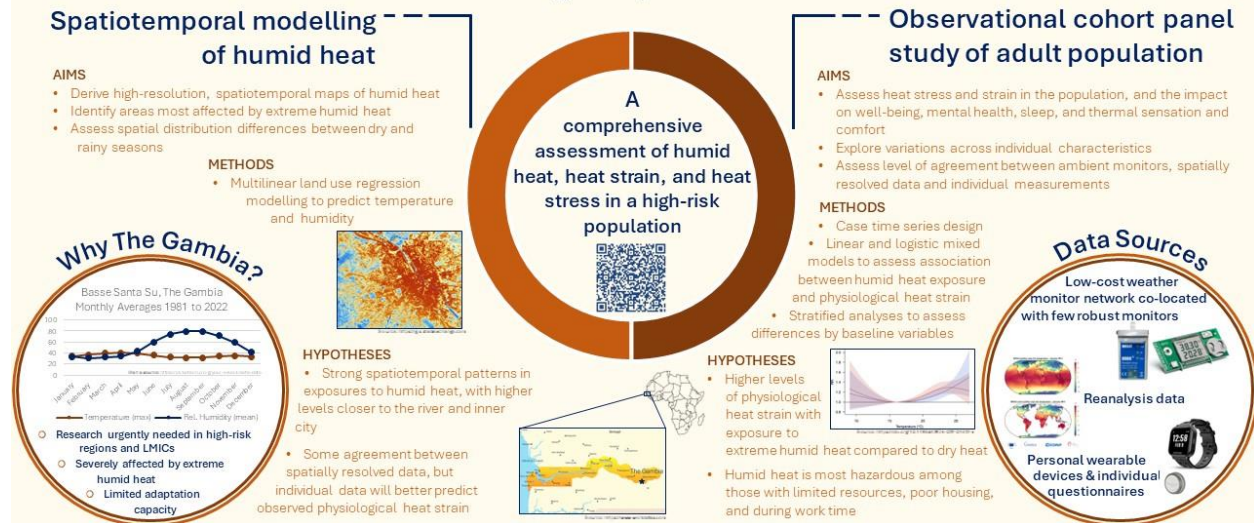 Spatiotemporal modelling
of humid heat
AIMS
• Derive high-resolution, spatiotemporal maps of humid heat
• Identify areas most affected by extreme humid heat
• Assess spatial distribution differences between dry and
rainy seasons
METHODS
• Multilinear land use regression
modelling to predict temperature
and humidity
HYPOTHESES
• Strong spatiotemporal patterns in
exposures to humid heat, with higher
levels closer to the river and inner
city
• Some agreement between
spatially resolved data, but
individual data will better predict
observed physiological heat strain
Why The Gambia?
Basse Santa Su, The Gambia
Monthly Averages 1981 to 2022
100
80
60
40
20
0
January
February
March
April
May
June
July
August
September
October
November
December
Temperature (max)
Rel. Humidity (mean)
Research urgently needed in high-risk
regions and LMICs
Severely affected by extreme
humid heat
Limited adaptation
capacity
A
comprehensive
assessment of humid
heat, heat strain, and heat
stress in a high-risk
population
The Gambia
Observational cohort panel
study of adult population
AIMS
• Assess heat stress and strain in the population, and the impact
on well-being, mental health, sleep, and thermal sensation and
comfort
• Explore variations across individual characteristics
• Assess level of agreement between ambient monitors, spatially
resolved data and individual measurements
METHODS
• Case time series design
• Linear and logistic mixed
models to assess association
between humid heat exposure
and physiological heat strain
• Stratified analyses to assess
differences by baseline variables
HYPOTHESES
• Higher levels
of physiological
heat strain with
exposure to
extreme humid heat compared to dry heat
• Humid heat is most hazardous among
those with limited resources, poor housing,
and during work time
Temperature (°C)
Data Sources
Low-cost weather
monitor network co-located
with few robust monitors
Reanalysis data
12:58
Personal wearable
devices & individual
questionnaires